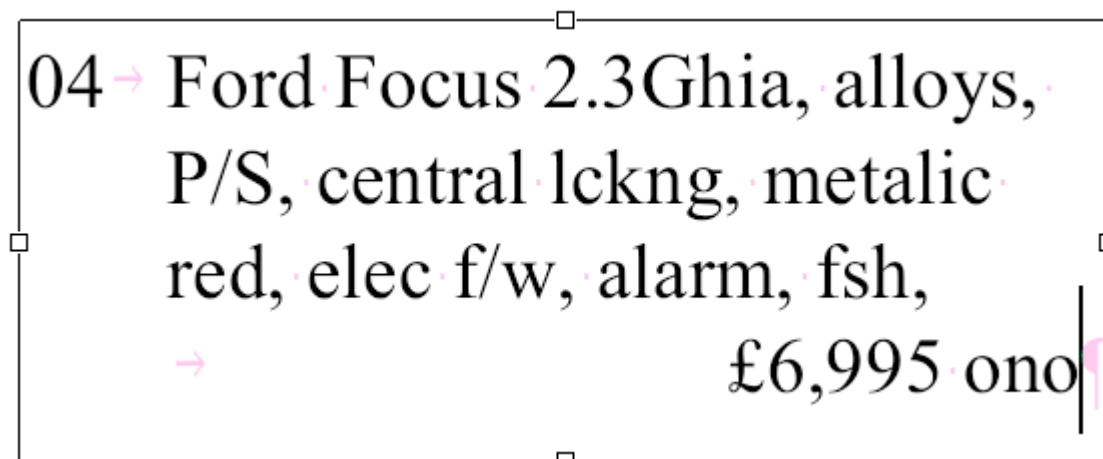 04 Ford Focus 2.3Ghia, alloys,
P/S, central lckng, metalic
red, elec f/w, alarm, fsh,
£6,995 ono